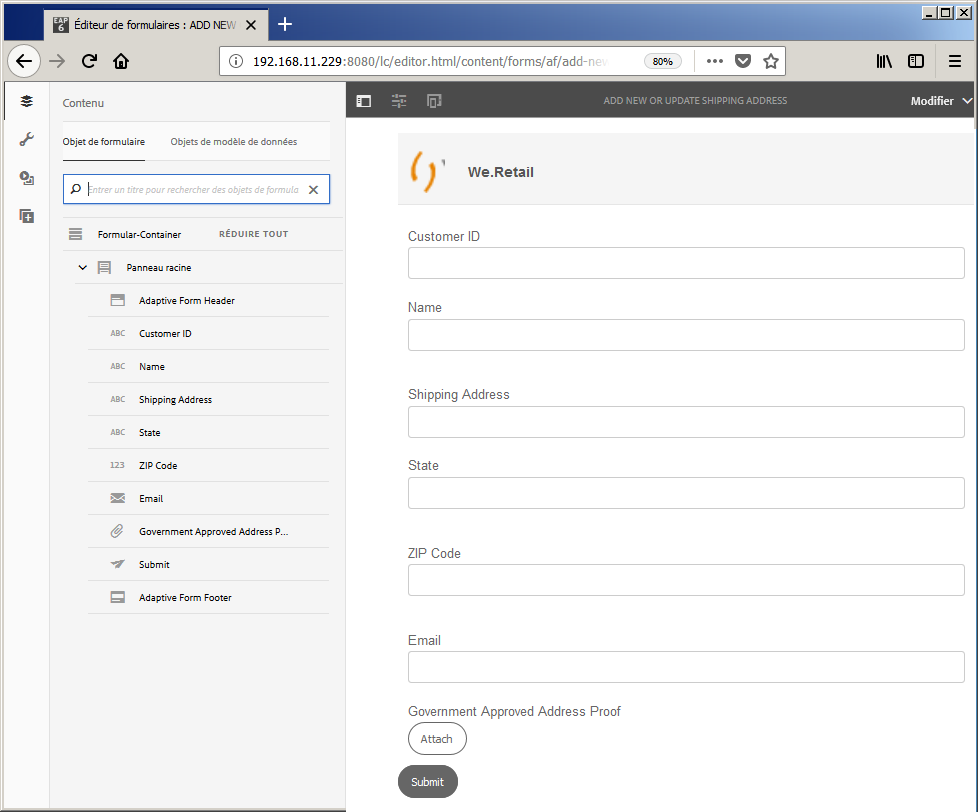 EAP 6 Éditeur de formulaires : ADD NEW
192.168.11.229:8080/lc/editor.html/content/forms/af/add-new
80%
Contenu
ADD NEW OR UPDATE SHIPPING ADDRESS
Modifier
Objet de formulaire
Objets de modèle de données
Entrer un titre pour rechercher des objets de formula
Formular-Container
RÉDUIRE TOUT
Panneau racine
Adaptive Form Header
ABC Customer ID
ABC Name
ABC Shipping Address
ABC State
123 ZIP Code
Email
Government Approved Address P...
Submit
Adaptive Form Footer
We.Retail
Customer ID
Name
Shipping Address
State
ZIP Code
Email
Government Approved Address Proof
Attach
Submit